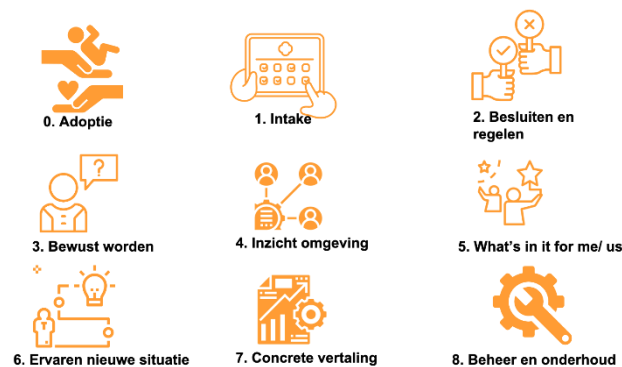 0. Adoptie
1. Intake
2. Besluiten en
regelen
?
3. Bewust worden
4. Inzicht omgeving
5. What's in it for me/ us
6. Ervaren nieuwe situatie
7. Concrete vertaling
8. Beheer en onderhoud